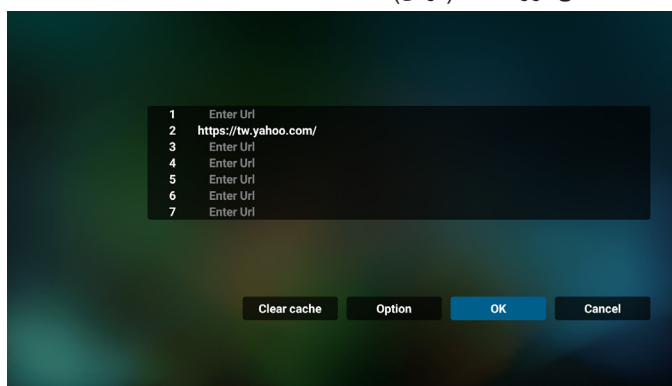 1 Enter Url
2 https://tw.yahoo.com/
3 Enter Url
4 Enter Url
5 Enter Url
6 Enter Url
7 Enter Url
Clear cache Option OK Cancel